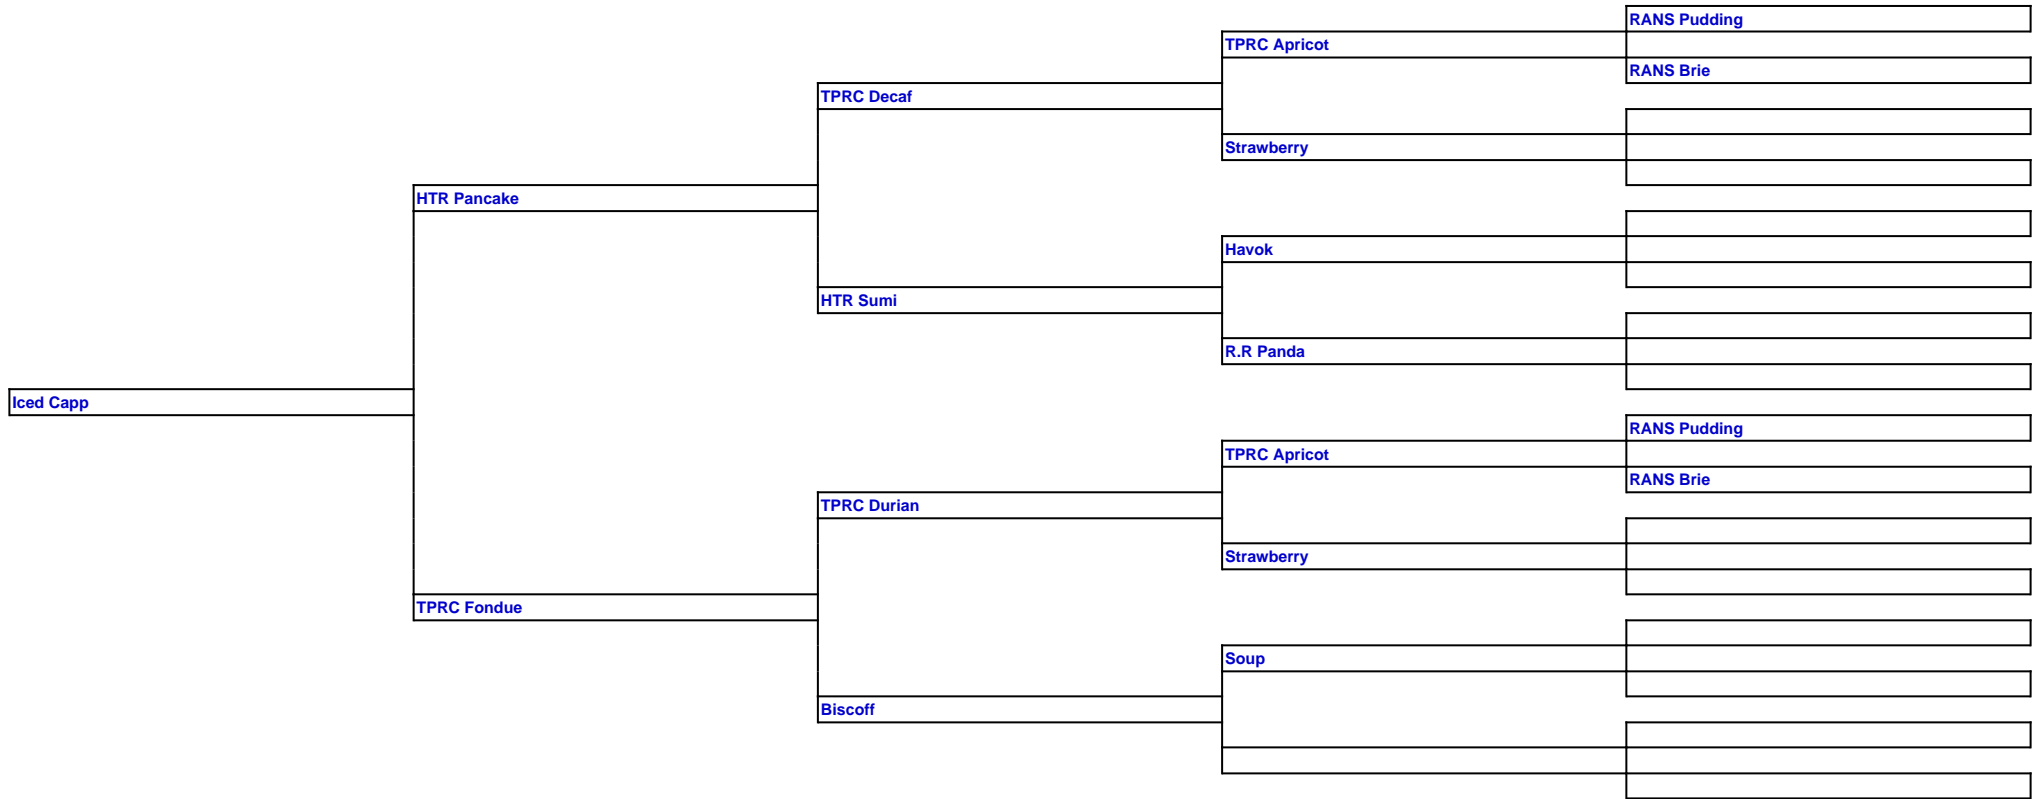 RANS Pudding
TPRC Apricot
RANS Brie
TPRC Decaf
Strawberry
HTR Pancake
Havok
HTR Sumi
R.R Panda
Iced Capp
RANS Pudding
TPRC Apricot
RANS Brie
TPRC Durian
Strawberry
TPRC Fondue
Soup
Biscoff